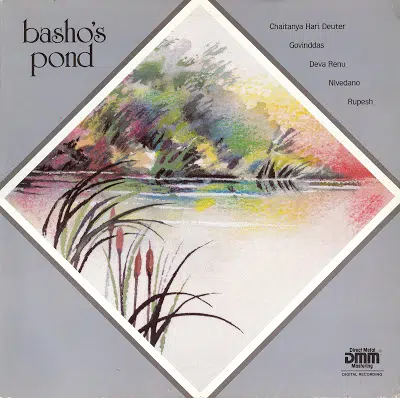 basho's
pond
Chaitanya Hari Deuter
Govinddas
Deva Renu
Nivedano
Rupesh
Direct Metal
DMM
Mastering
DIGITAL RECORDING